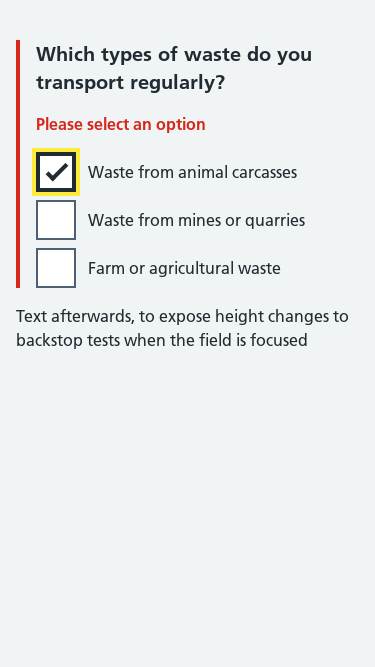 Which types of waste do you
transport regularly?
Please select an option
Waste from animal carcasses
Waste from mines or quarries
Farm or agricultural waste
Text afterwards, to expose height changes to
backstop tests when the field is focused